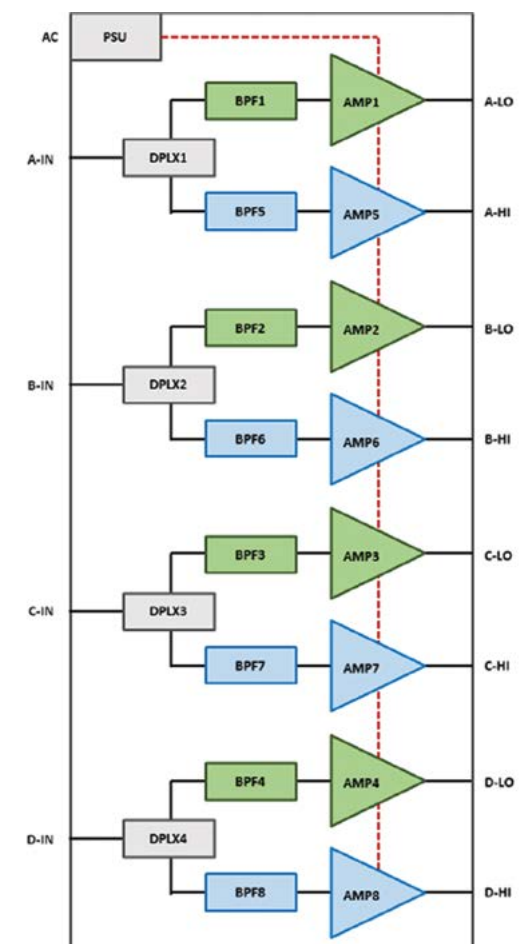 AC PSU
BPF1 AMP1 A-LO
A-IN DPLX1
BPF5 AMP5 A-HI
BPF2 AMP2 B-LO
B-IN DPLX2
BPF6 AMP6 B-HI
BPF3 AMP3 C-LO
C-IN DPLX3
BPF7 AMP7 C-HI
BPF4 AMP4 D-LO
D-IN DPLX4
BPF8 AMP8 D-HI